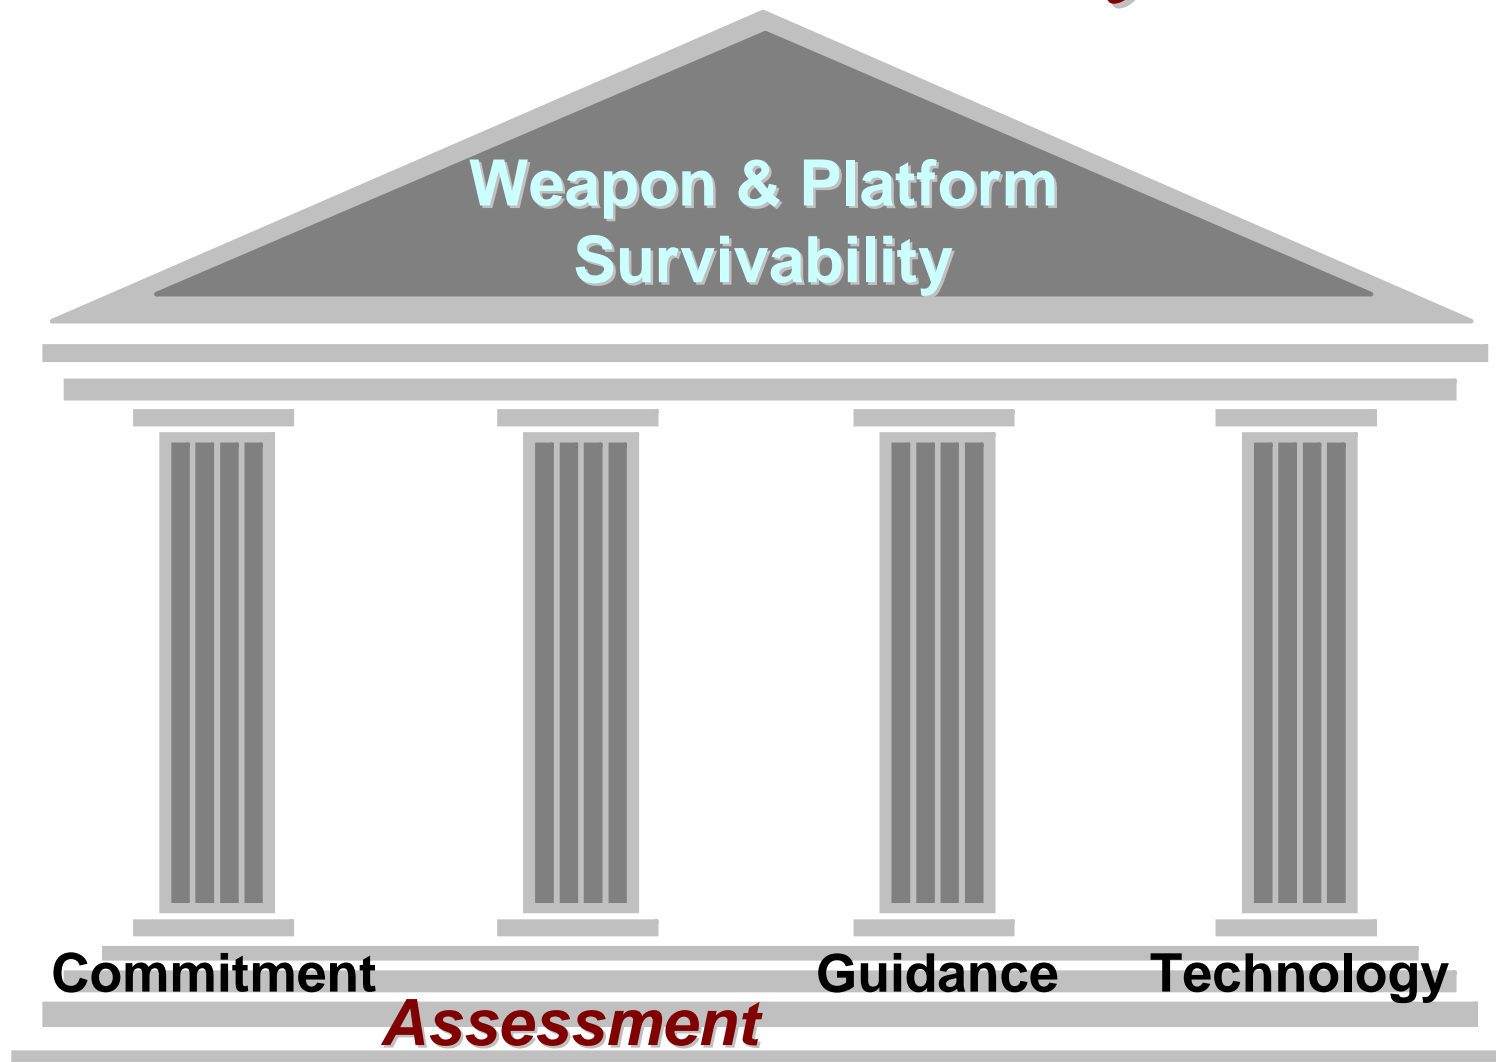 Weapon & Platform
Survivability
Commitment
Guidance
Technology
Assessment